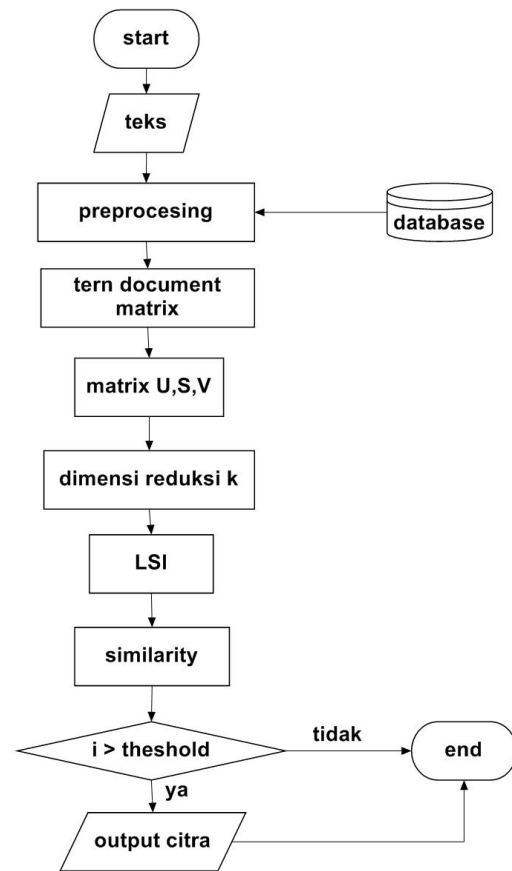 start
teks
preprocesing
database
tern document
matrix
matrix U,S,V
dimensi reduksi k
LSI
similarity
i > theshold
tidak
end
ya
output citra